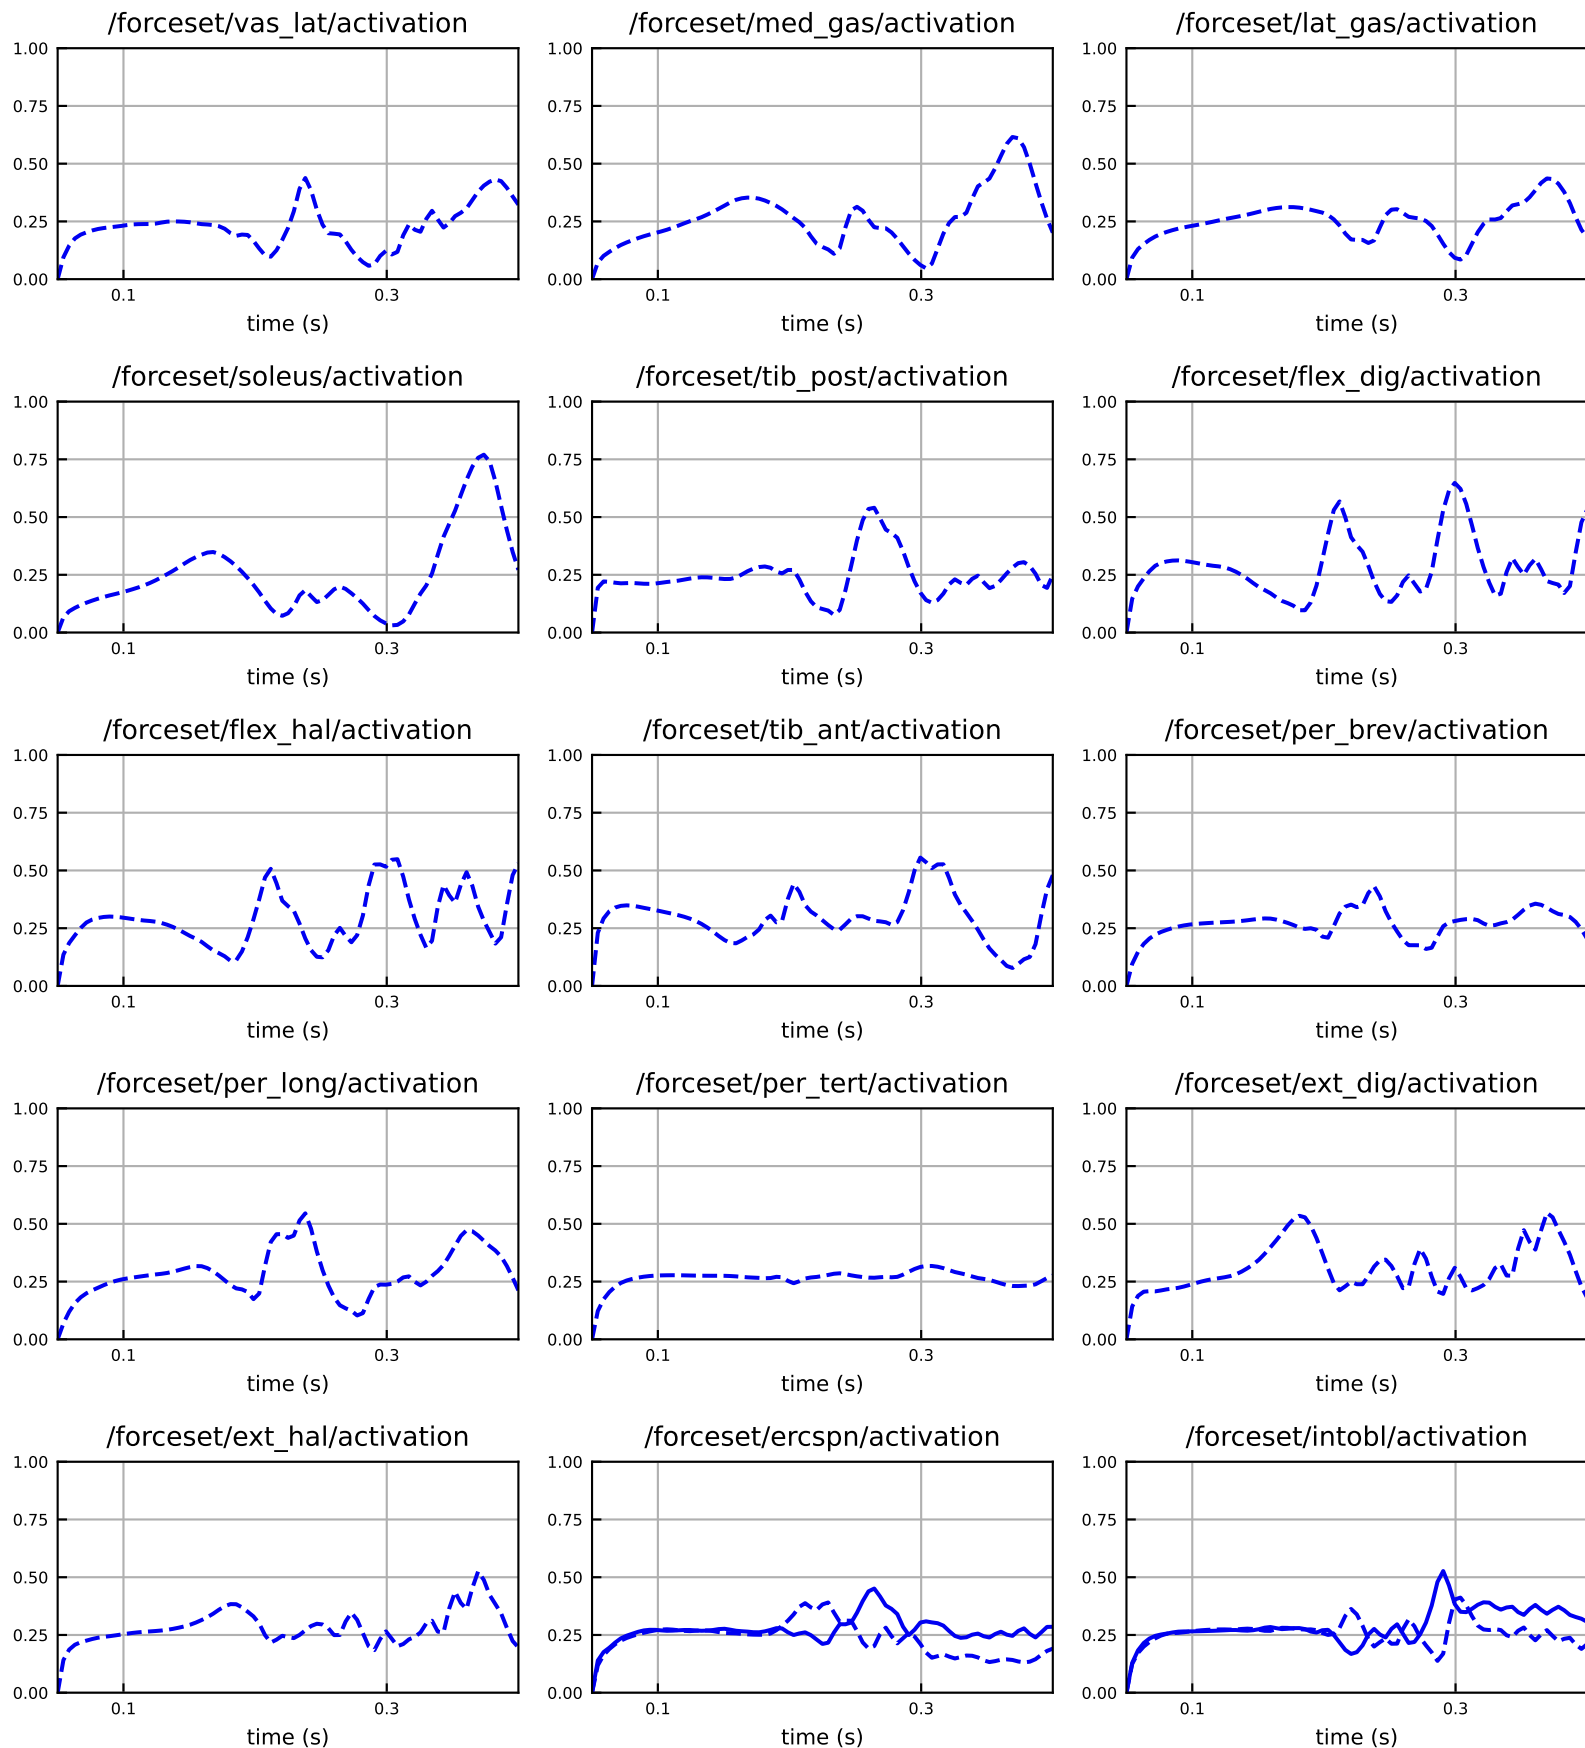 /forceset/vas_lat/activation /forceset/med_gas/activation /forceset/lat_gas/activation
1.00 1.00 1.00
0.75 0.75 0.75
0.50 0.50 0.50
0.25 0.25 0.25
0.00 0.00 0.00
0.1 0.3 0.1 0.3 0.1 0.3
time (s) time (s) time (s)
/forceset/soleus/activation /forceset/tib_post/activation /forceset/flex_dig/activation
1.00 1.00 1.00
0.75 0.75 0.75
0.50 0.50 0.50
0.25 0.25 0.25
0.00 0.00 0.00
0.1 0.3 0.1 0.3 0.1 0.3
time (s) time (s) time (s)
/forceset/flex_hal/activation /forceset/tib_ant/activation /forceset/per_brev/activation
1.00 1.00 1.00
0.75 0.75 0.75
0.50 0.50 0.50
0.25 0.25 0.25
0.00 0.00 0.00
0.1 0.3 0.1 0.3 0.1 0.3
time (s) time (s) time (s)
/forceset/per_long/activation /forceset/per_tert/activation /forceset/ext_dig/activation
1.00 1.00 1.00
0.75 0.75 0.75
0.50 0.50 0.50
0.25 0.25 0.25
0.00 0.00 0.00
0.1 0.3 0.1 0.3 0.1 0.3
time (s) time (s) time (s)
/forceset/ext_hal/activation /forceset/ercspn/activation /forceset/intobl/activation
1.00 1.00 1.00
0.75 0.75 0.75
0.50 0.50 0.50
0.25 0.25 0.25
0.00 0.00 0.00
0.1 0.3 0.1 0.3 0.1 0.3
time (s) time (s) time (s)